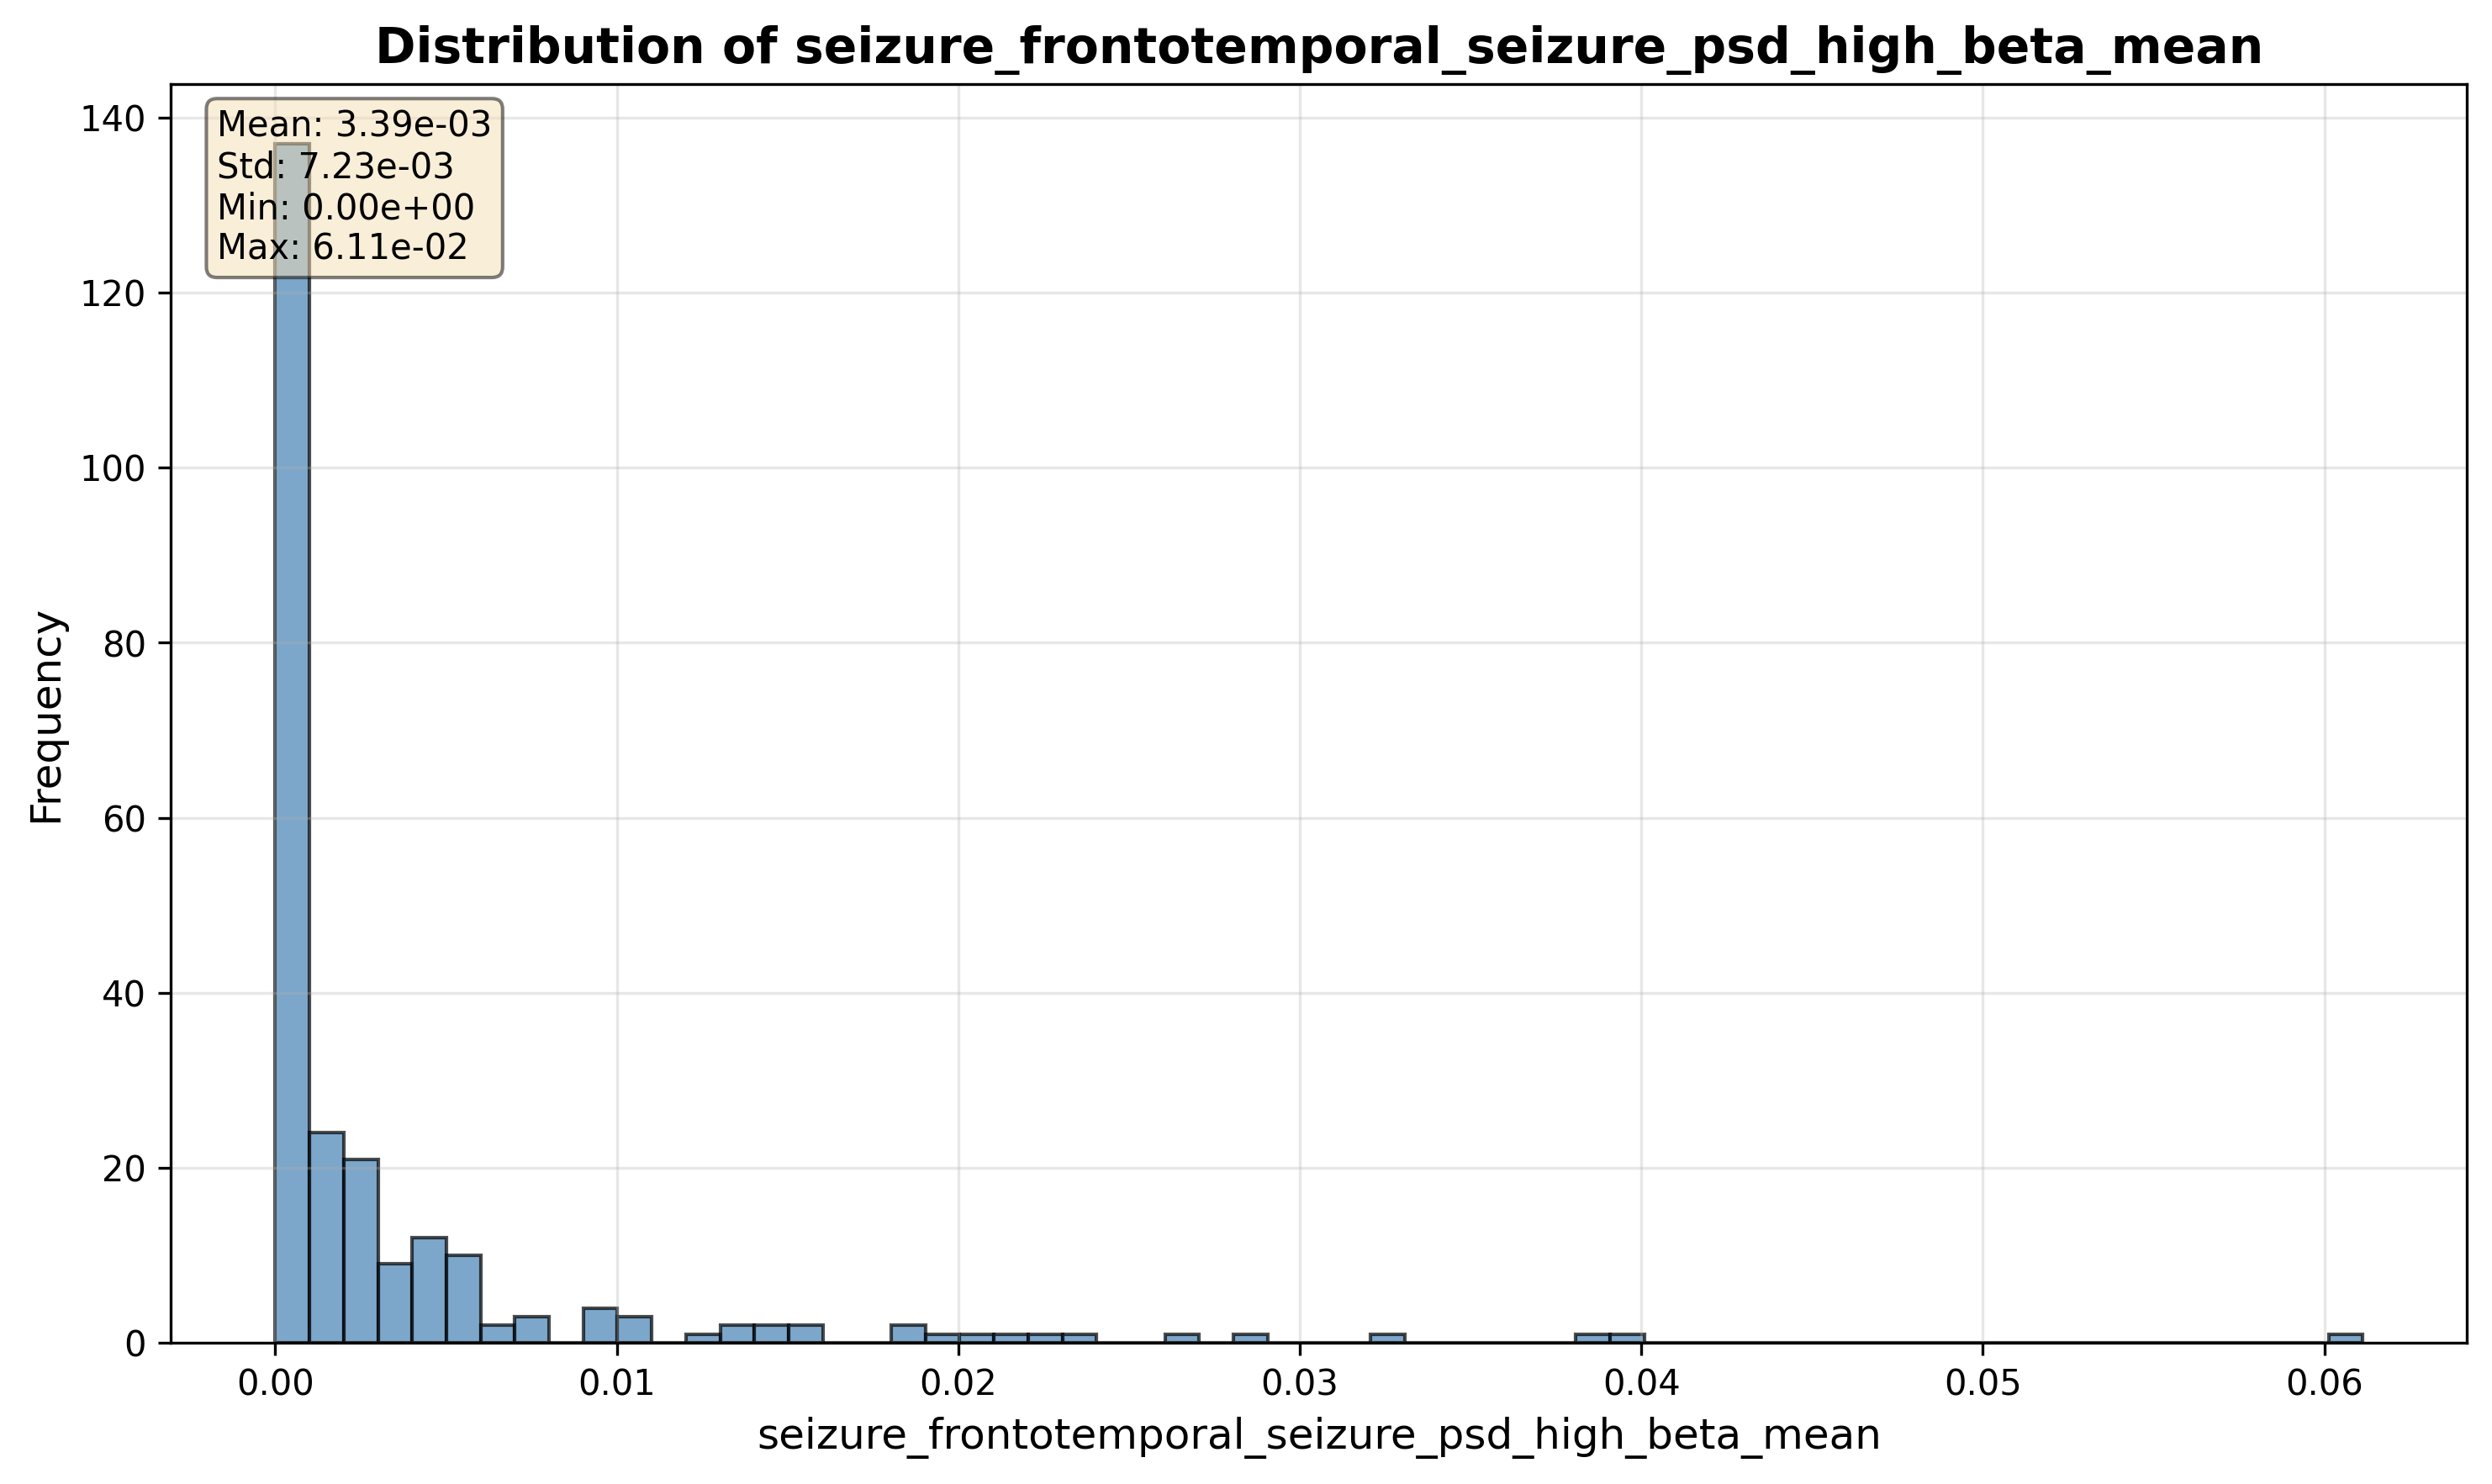 Distribution of seizure_frontotemporal_seizure_psd_high_beta_mean
Mean: 3.39e-03
Std: 7.23e-03
Min: 0.00e+00
Max: 6.11e-02
Frequency
140
120
100
80
60
40
20
0
0.00 0.01 0.02 0.03 0.04 0.05 0.06
seizure_frontotemporal_seizure_psd_high_beta_mean